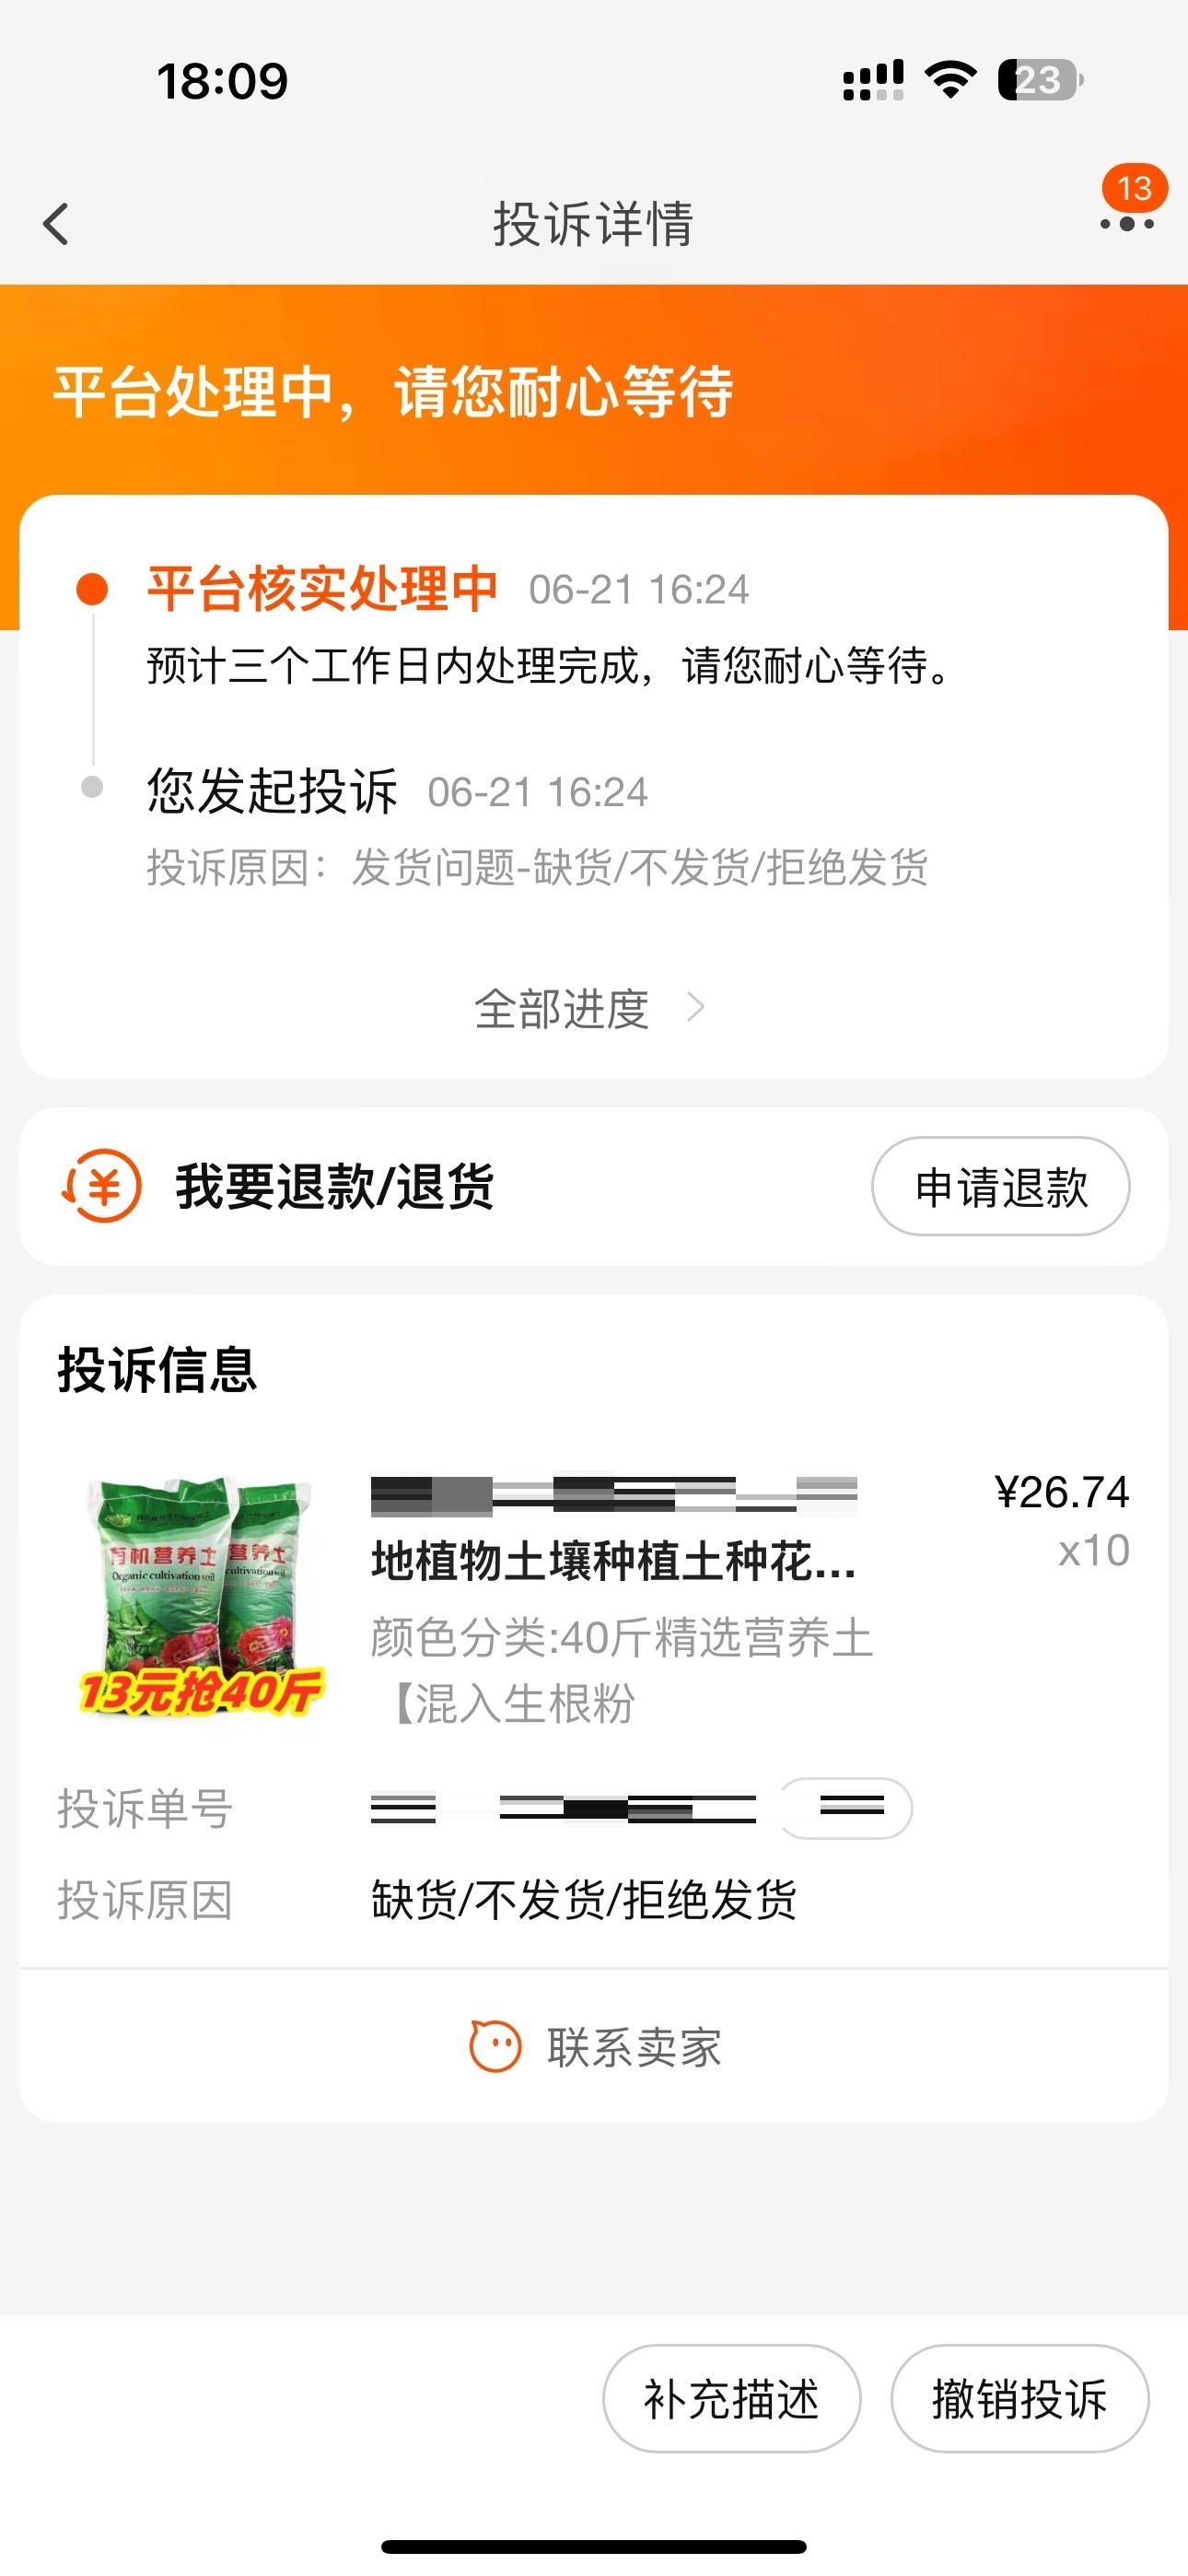 18:09
23
13
投诉详情
平台处理中，请您耐心等待
平台核实处理中 06-21 16:24
预计三个工作日内处理完成，请您耐心等待。
您发起投诉 06-21 16:24
投诉原因：发货问题-缺货/不发货/拒绝发货
全部进度
我要退款/退货
申请退款
投诉信息
¥26.74
地植物土壤种植土种花...
x10
颜色分类:40斤精选营养土
【混入生根粉
有机营养土
Organic cultivation soil
营养土
cultivation soil
13元抢40斤
投诉单号
投诉原因 缺货/不发货/拒绝发货
联系卖家
补充描述
撤销投诉